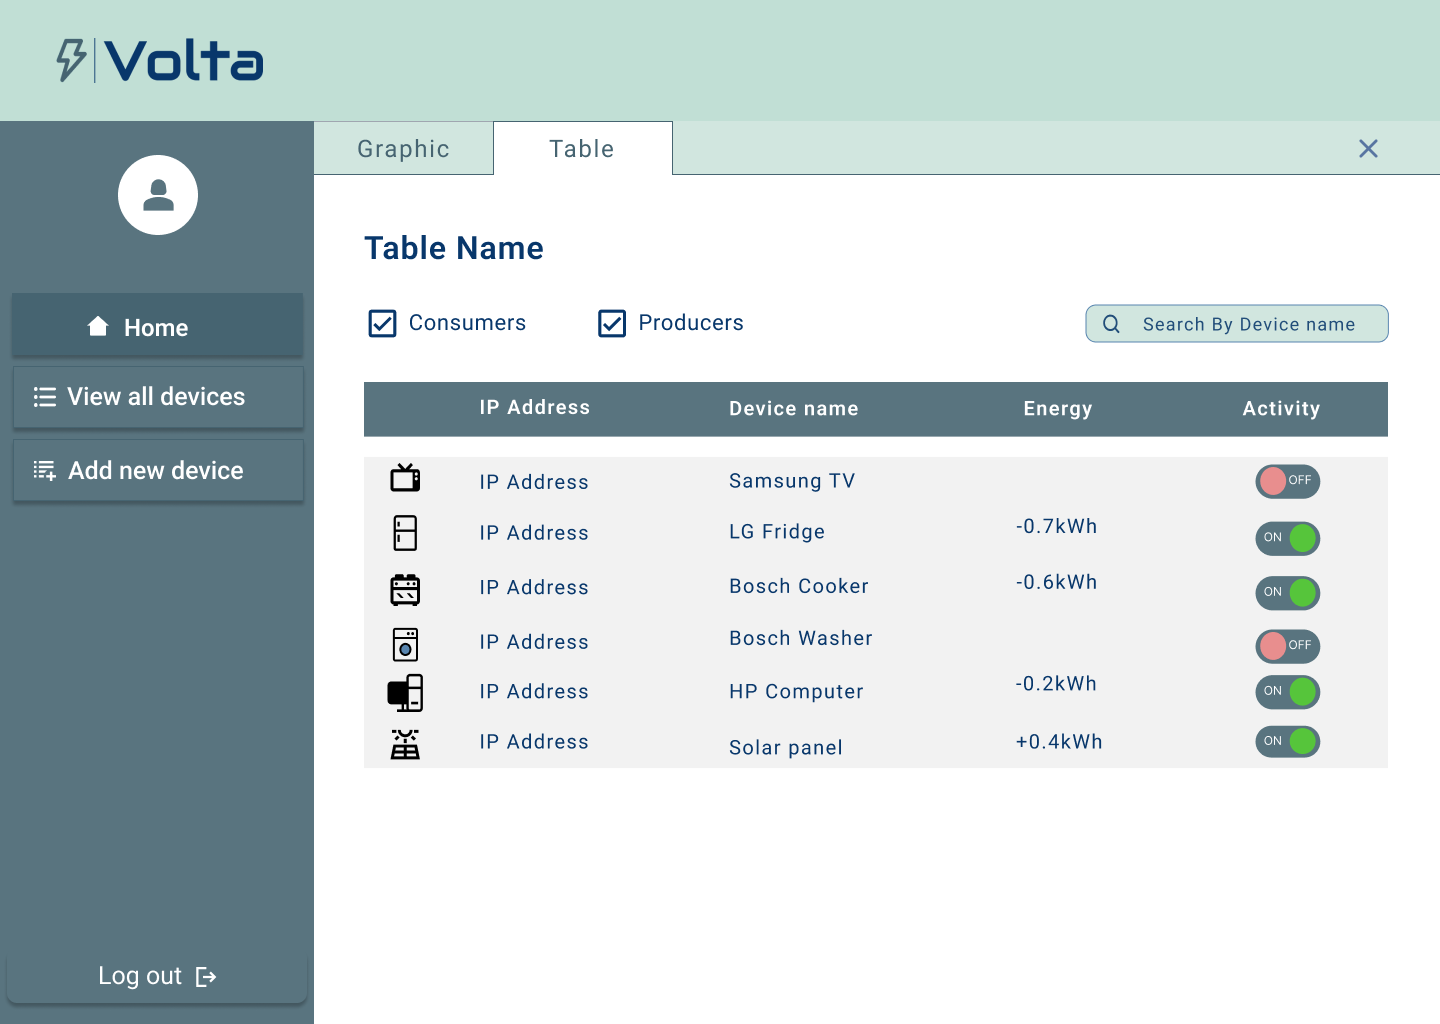 Volta
Graphic Table
Table Name
Home
Consumers Producers Search By Device name
View all devices
IP Address Device name Energy Activity
Add new device
IP Address Samsung TV OFF
IP Address LG Fridge -0.7kWh ON
IP Address Bosch Cooker -0.6kWh ON
IP Address Bosch Washer OFF
IP Address HP Computer -0.2kWh ON
IP Address Solar panel +0.4kWh ON
Log out